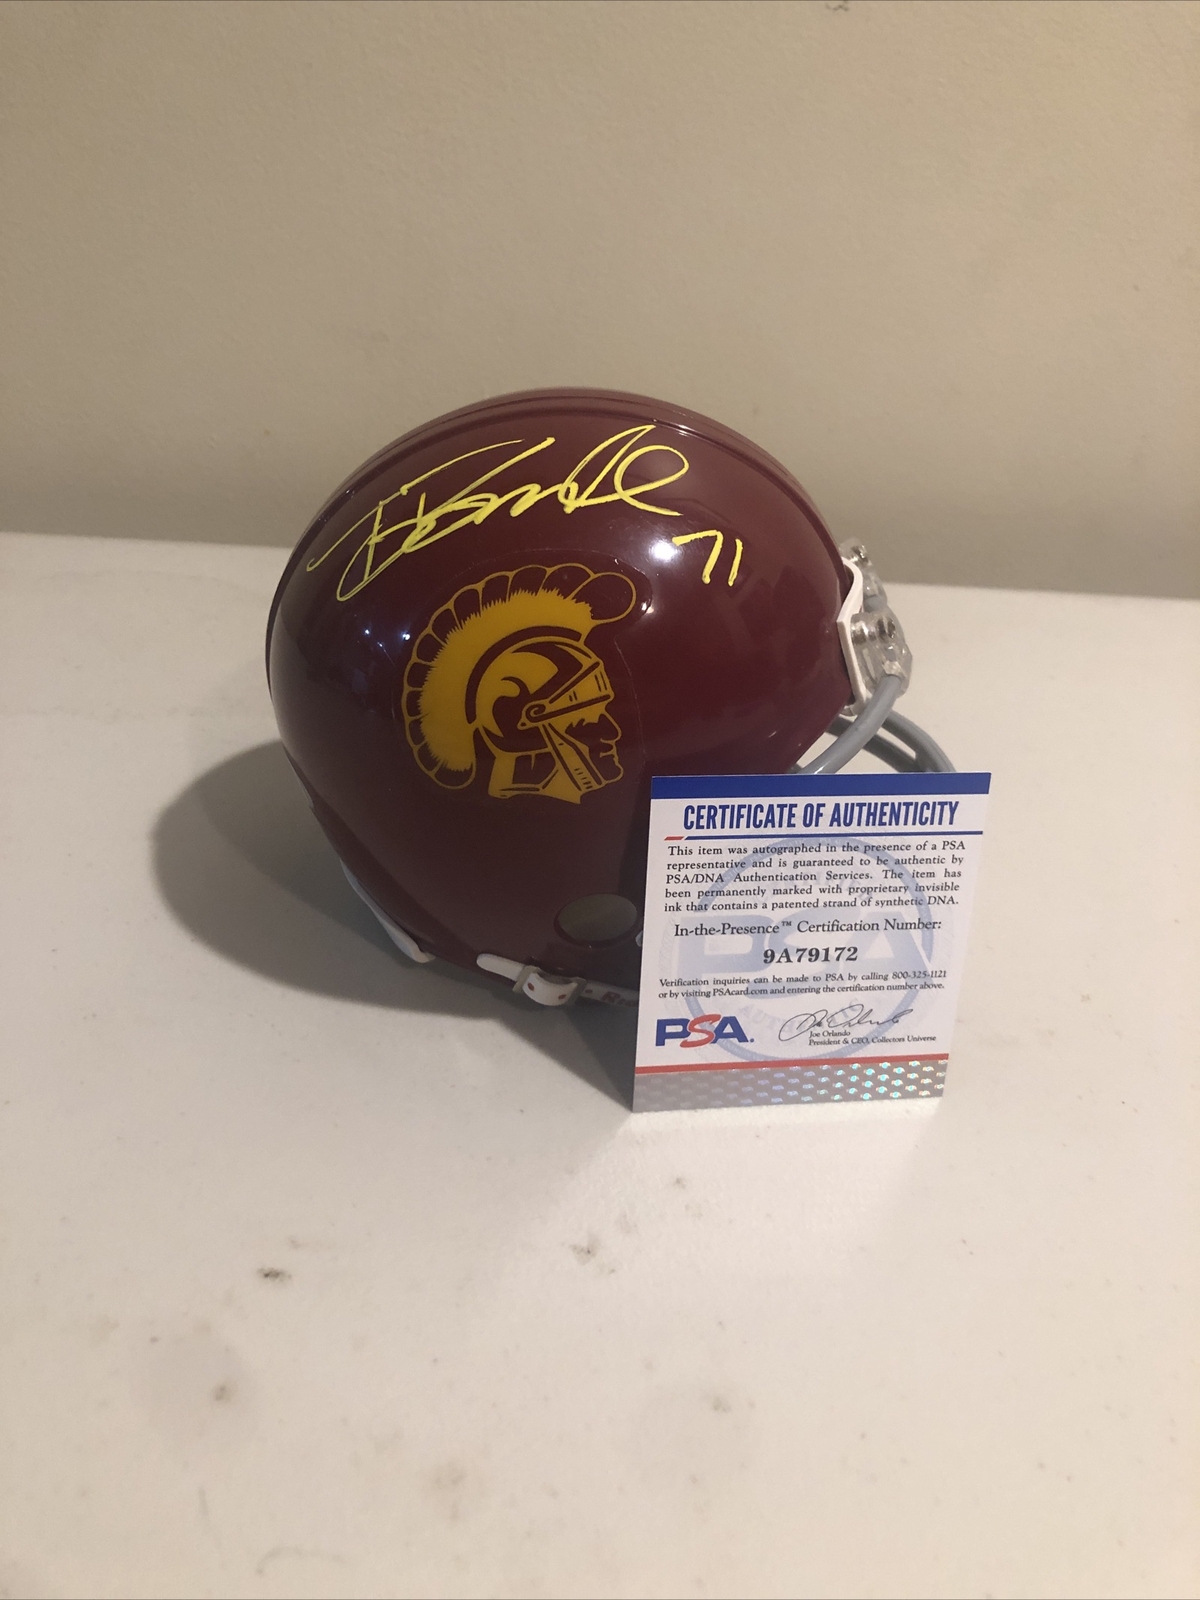 71
CERTIFICATE OF AUTHENTICITY
This item was autographed in the presence of a PSA
representative and is guaranteed to be authentic by
PSA/DNA Authentication Services. The item has
been permanently marked with proprietary invisible
ink that contains a patented strand of synthetic DNA.
In-the-Presence™ Certification Number:
9A79172
Verification inquiries can be made to PSA by calling 800-325-1121
or by visiting PSAcard.com and entering the certification number above.
PSA.
Joe Orlando
President & CEO, Collectors Universe